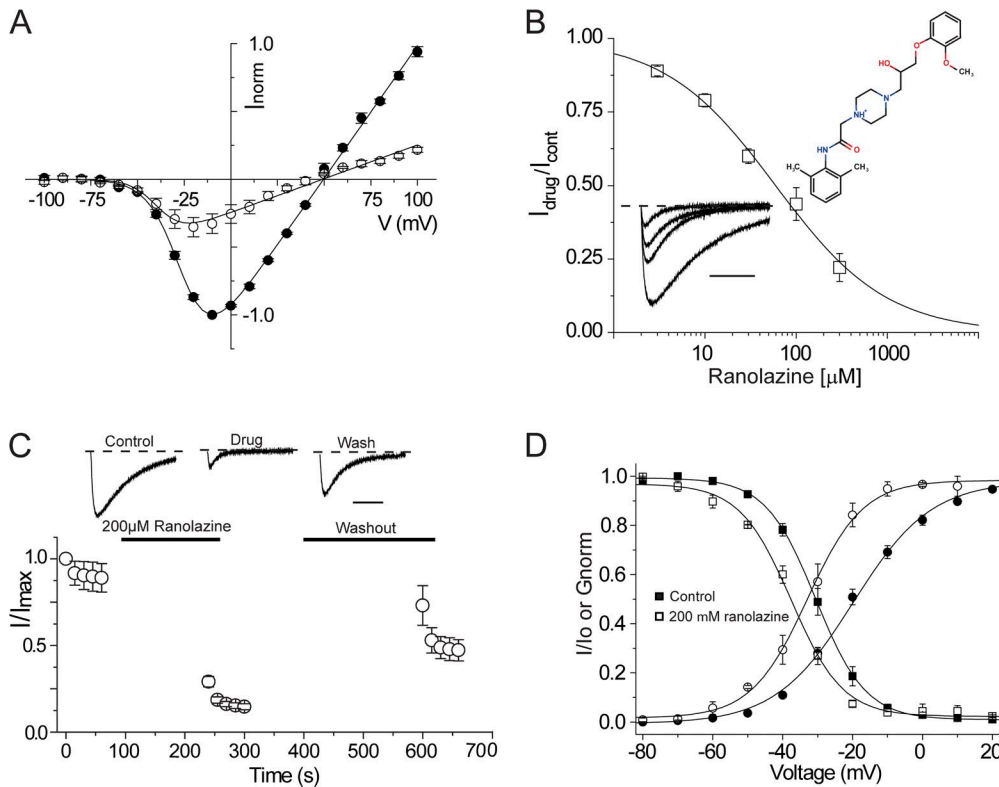 A
1.0
Inorm
-100 -75 -25 25 50 75 100
V (mV)
-1.0
B
1.00
0.75
0.50
0.25
0.00
Idrug/Icont
10 100 1000
Ranolazine [µM]
HO
O
O
CH3
N
NH+
HN
O
H3C
CH3
C
Control Drug Wash
200µM Ranolazine Washout
1.0
0.5
0.0
I/Imax
0 100 200 300 400 500 600 700
Time (s)
D
1.0
0.8
0.6
0.4
0.2
0.0
I/Io or Gnorm
Control
200 mM ranolazine
-80 -60 -40 -20 0 20
Voltage (mV)